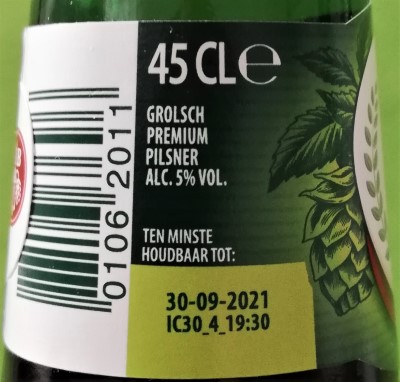 45 CL e
GROLSCH
PREMIUM
PILSNER
ALC. 5% VOL.
TEN MINSTE
HOUDBAAR TOT:
30-09-2021
IC30_4_19:30
0106 2011